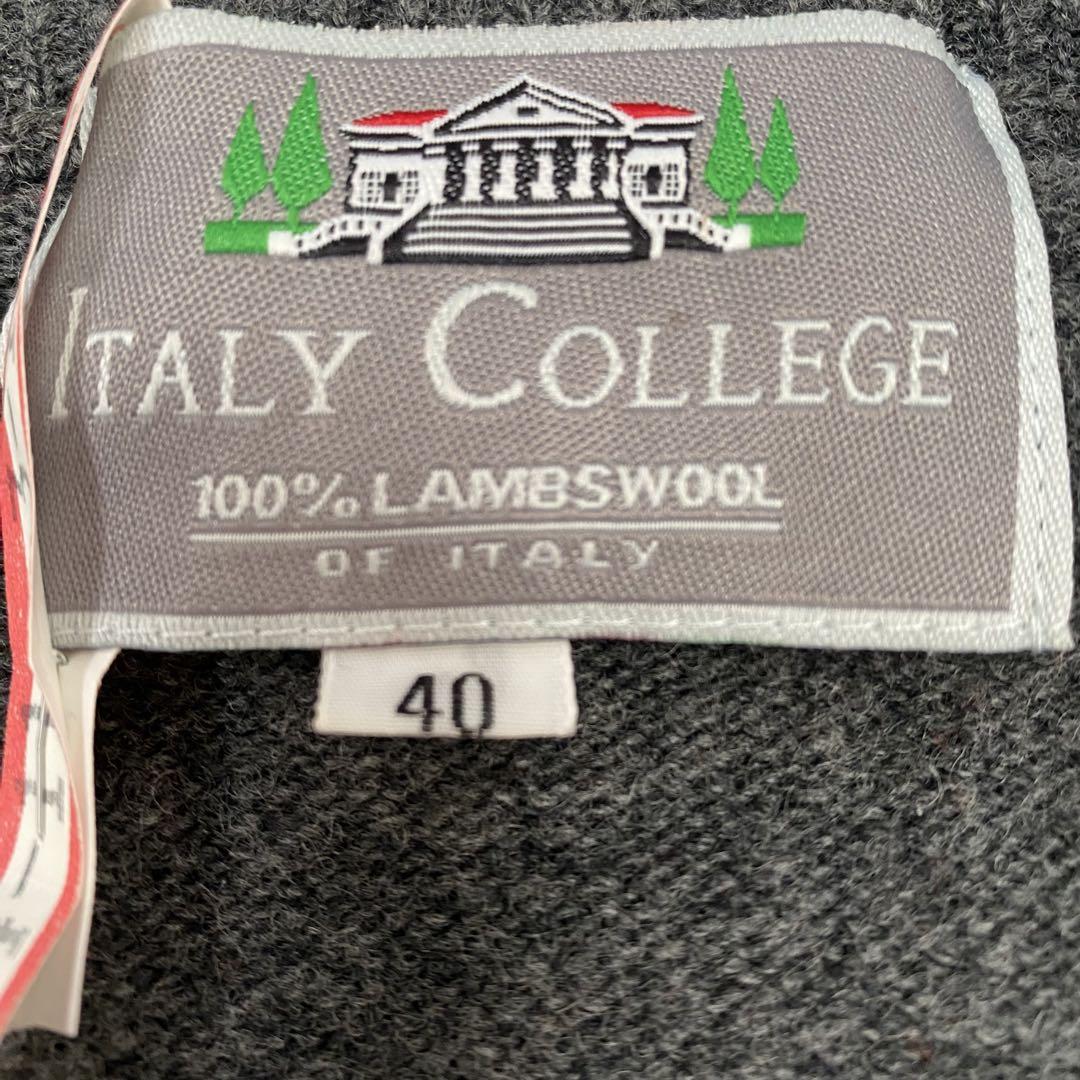 ITALY COLLEGE
100% LAMBSWOOL
OF ITALY
40